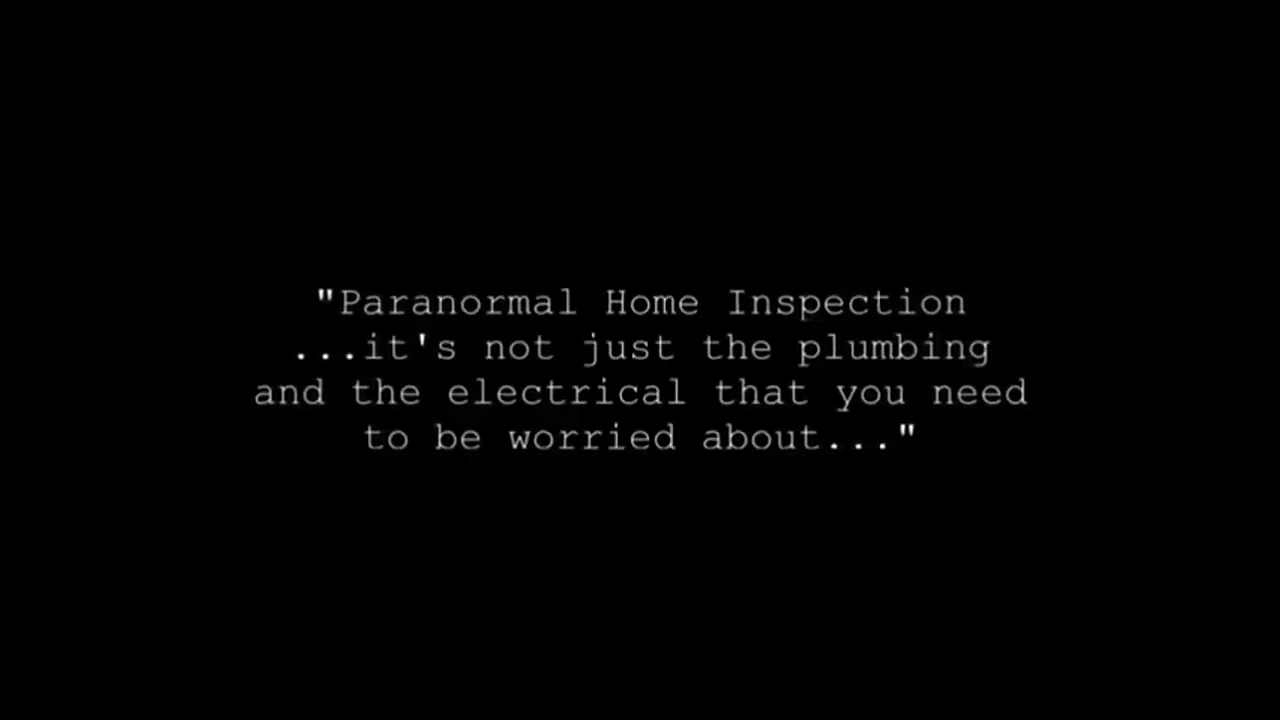 "Paranormal Home Inspection
...it's not just the plumbing
and the electrical that you need
to be worried about..."